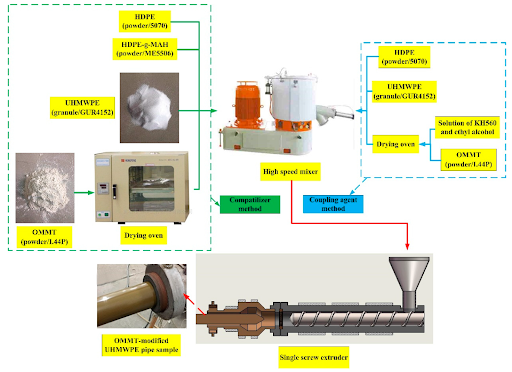 HDPE
(powder/5070)
HDPE-g-MAH
(powder/ME5506)
UHMWPE
(granule/GUR4152)
OMMT
(powder/L44P)
Drying oven
High speed mixer
Compatilizer
method
Coupling agent
method
HDPE
(powder/5070)
UHMWPE
(granule/GUR4152)
Drying oven
Solution of KH560
and ethyl alcohol
OMMT
(powder/L44P)
OMMT-modified
UHMWPE pipe sample
Single screw extruder